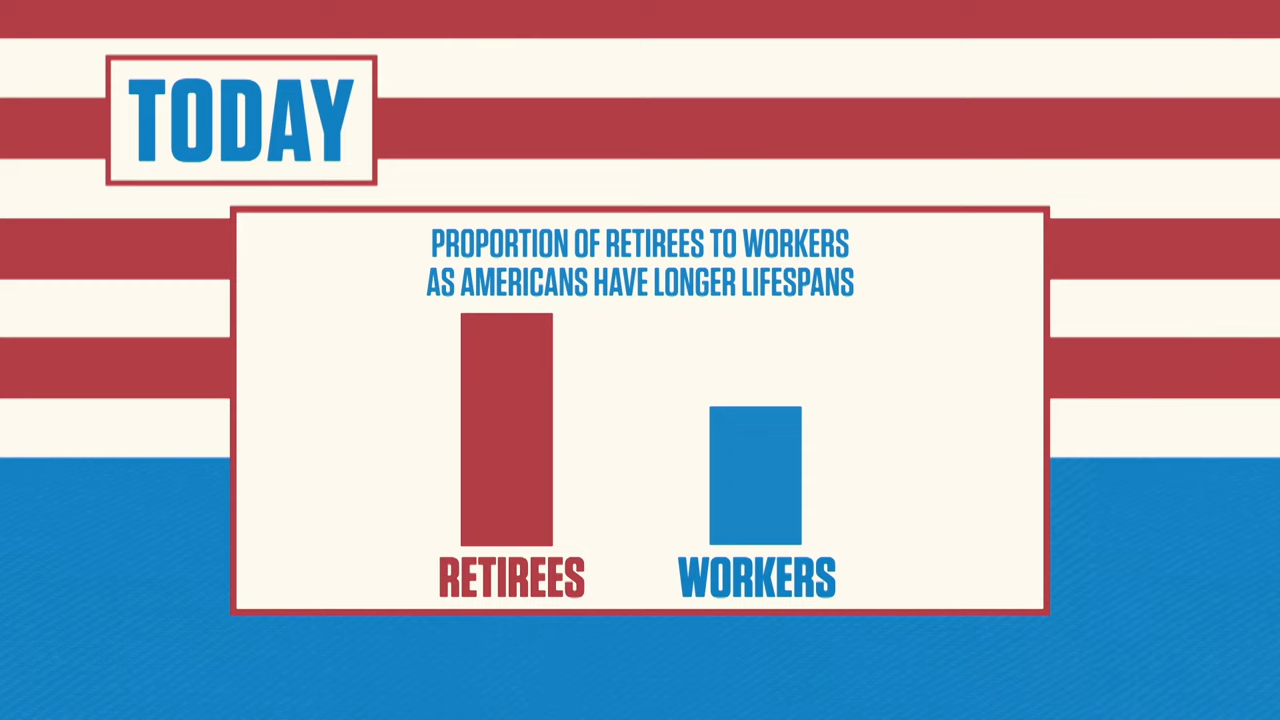 TODAY
PROPORTION OF RETIREES TO WORKERS
AS AMERICANS HAVE LONGER LIFESPANS
RETIREES
WORKERS